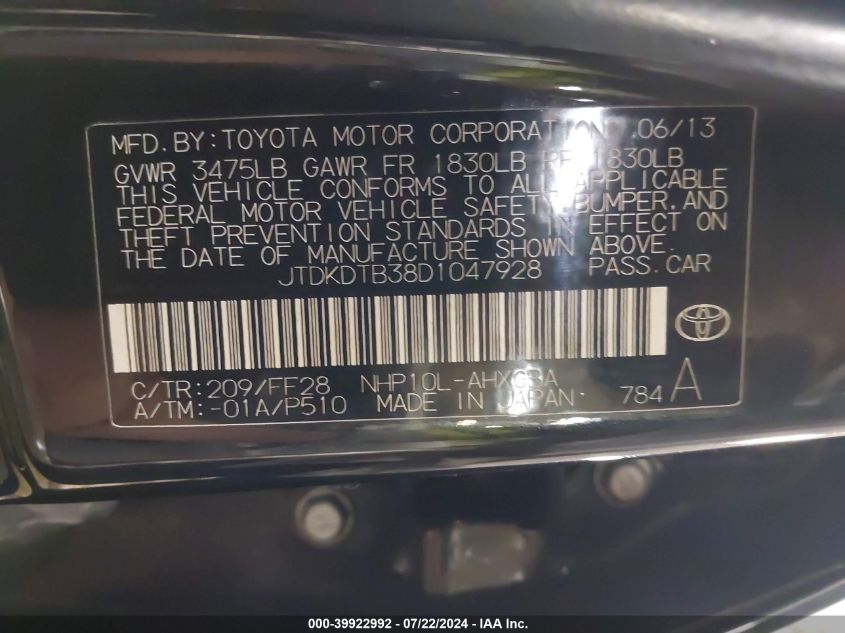 MFD. BY: TOYOTA MOTOR CORPORATION 06/13
GVWR 3475LB GAWR FR 1830LB RR 1830LB
THIS VEHICLE CONFORMS TO ALL APPLICABLE
FEDERAL MOTOR VEHICLE SAFETY, BUMPER, AND
THEFT PREVENTION STANDARDS IN EFFECT ON
THE DATE OF MANUFACTURE SHOWN ABOVE.
JTDKDTB38D1047928 PASS. CAR
C/TR: 209/FF28 NHP10L-
A/TM: -01A/P510 MADE IN JAPAN 784 A
000-39922992 - 07/22/2024 - Copyright © 2024 IAA, Inc.